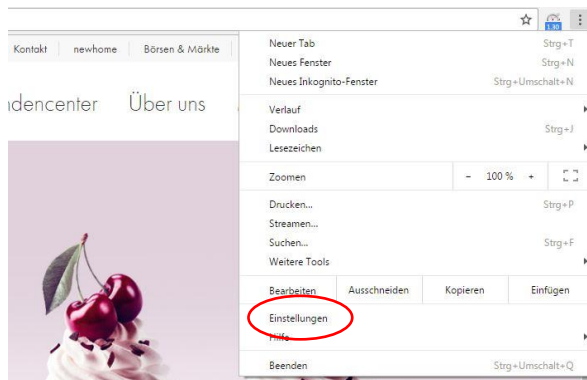 1.30
Kontakt newhome Börsen & Märkte
ndencenter Über uns
Neuer Tab Strg+T
Neues Fenster Strg+N
Neues Inkognito-Fenster Strg+Umschalt+N
Verlauf
Downloads Strg+J
Lesezeichen
Zoomen - 100 % +
Drucken... Strg+P
Streamen...
Suchen... Strg+F
Weitere Tools
Bearbeiten Ausschneiden Kopieren Einfügen
Einstellungen
Hilfe
Beenden Strg+Umschalt+Q